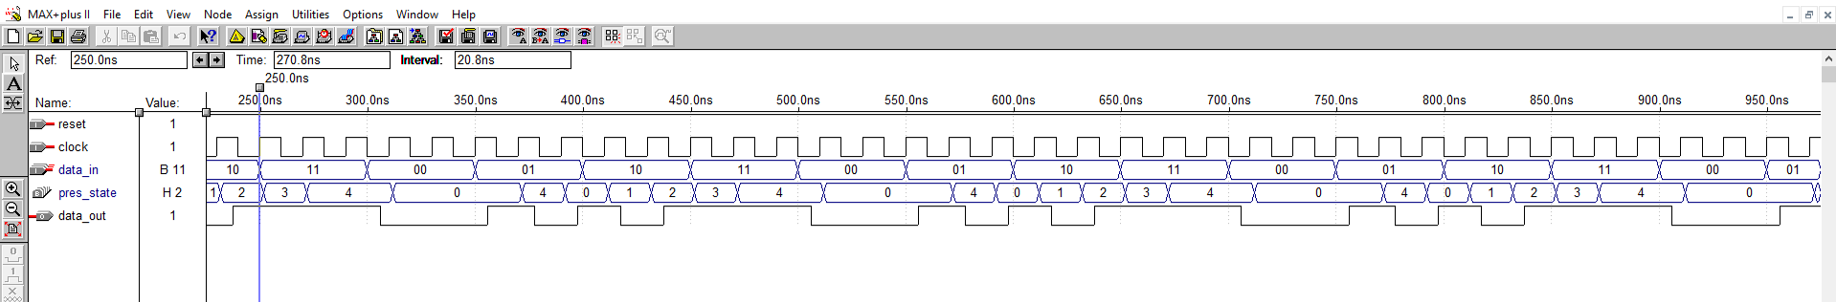 MAX+plus II File Edit View Node Assign Utilities Options Window Help
Ref: 250.0ns Time: 270.8ns Interval: 20.8ns
250.0ns
Name: Value: 250.0ns 300.0ns 350.0ns 400.0ns 450.0ns 500.0ns 550.0ns 600.0ns 650.0ns 700.0ns 750.0ns 800.0ns 850.0ns 900.0ns 950.0ns
reset 1
clock 1
data_in B 11 10 11 00 01 10 11 00 01 10 11 00 01 10 11 00 01
pres_state H 2 1 2 3 4 0 4 0 1 2 3 4 0 4 0 1 2 3 4 0 4 0 1 2 3 4 0
data_out 1